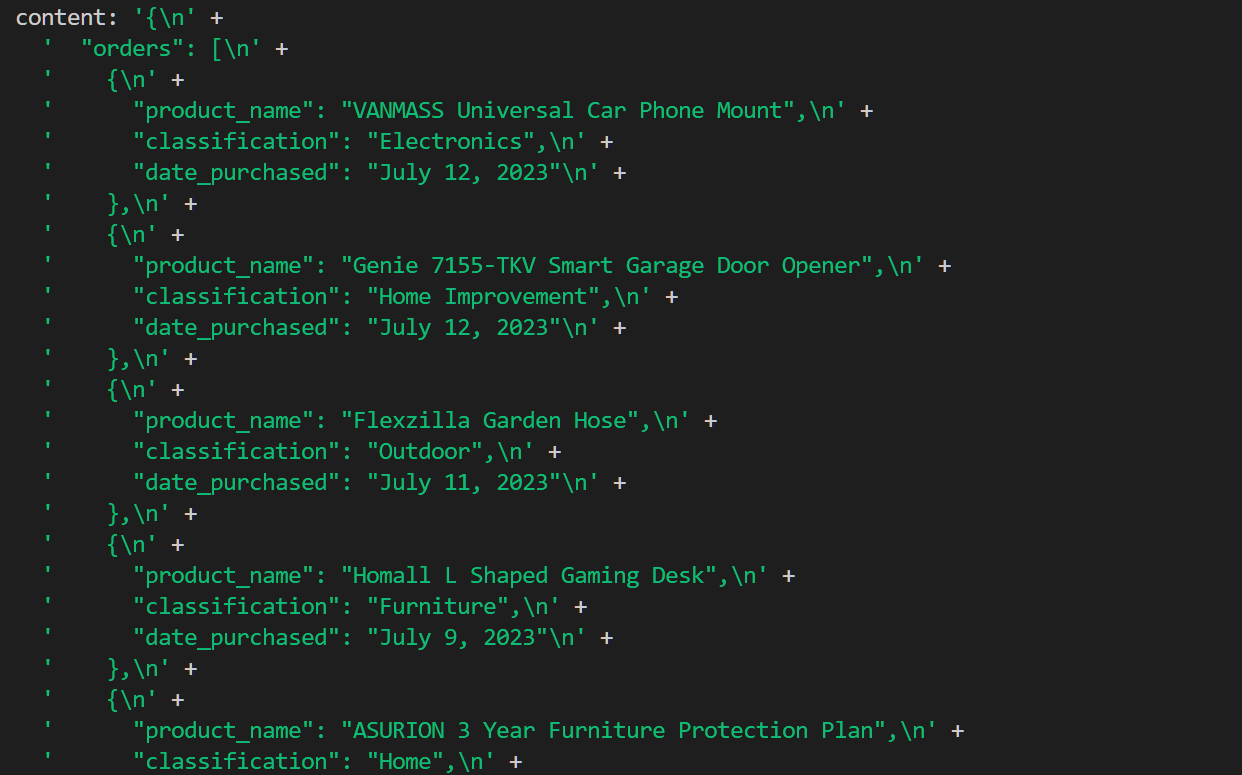 content: '{\n' +
  '  "orders": [\n' +
  '    {\n' +
  '      "product_name": "VANMASS Universal Car Phone Mount",\n' +
  '      "classification": "Electronics",\n' +
  '      "date_purchased": "July 12, 2023"\n' +
  '    },\n' +
  '    {\n' +
  '      "product_name": "Genie 7155-TKV Smart Garage Door Opener",\n' +
  '      "classification": "Home Improvement",\n' +
  '      "date_purchased": "July 12, 2023"\n' +
  '    },\n' +
  '    {\n' +
  '      "product_name": "Flexzilla Garden Hose",\n' +
  '      "classification": "Outdoor",\n' +
  '      "date_purchased": "July 11, 2023"\n' +
  '    },\n' +
  '    {\n' +
  '      "product_name": "Homall L Shaped Gaming Desk",\n' +
  '      "classification": "Furniture",\n' +
  '      "date_purchased": "July 9, 2023"\n' +
  '    },\n' +
  '    {\n' +
  '      "product_name": "ASURION 3 Year Furniture Protection Plan",\n' +
  '      "classification": "Home",\n' +